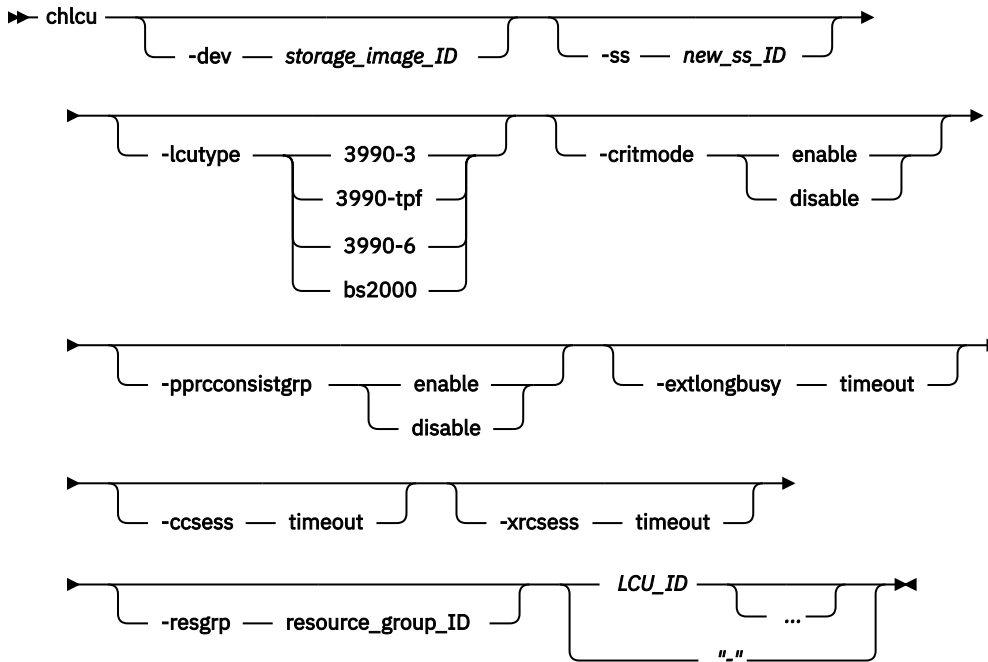 chlcu
-dev storage_image_ID -ss new_ss_ID
-lcutype 3990-3 -critmode enable
3990-tpf disable
3990-6
bs2000
-pprcconsistgrp enable -extlongbusy timeout
disable
-ccsess timeout -xrcsess timeout
LCU_ID
-resgrp resource_group_ID ...
"-"